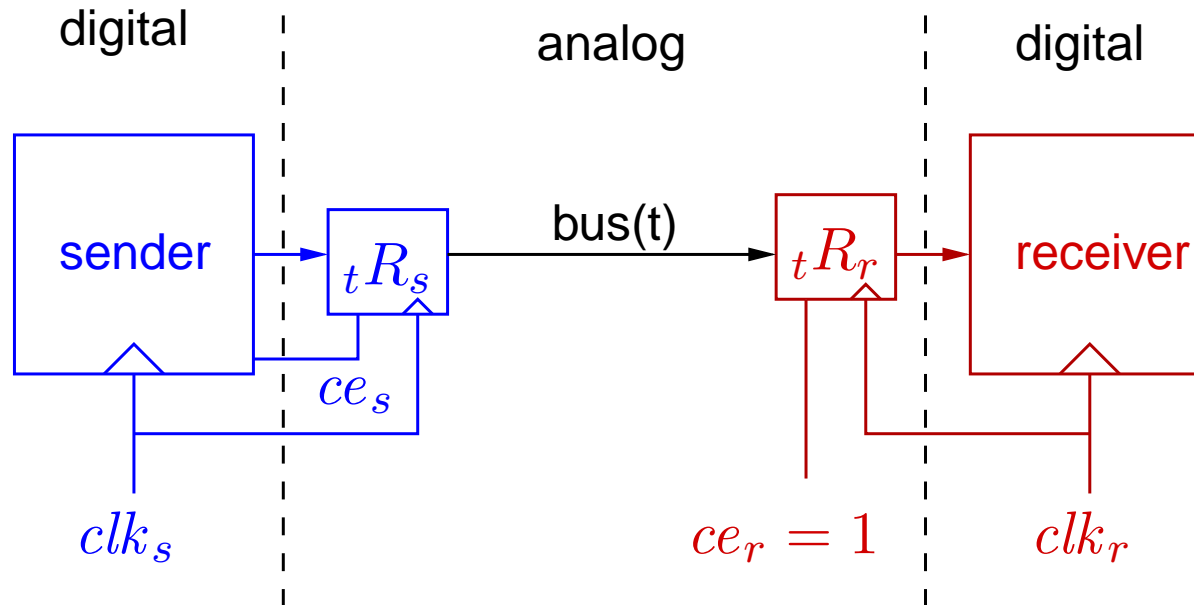 digital analog digital
sender tRs bus(t) tRr receiver
ces
clks cer = 1 clkr